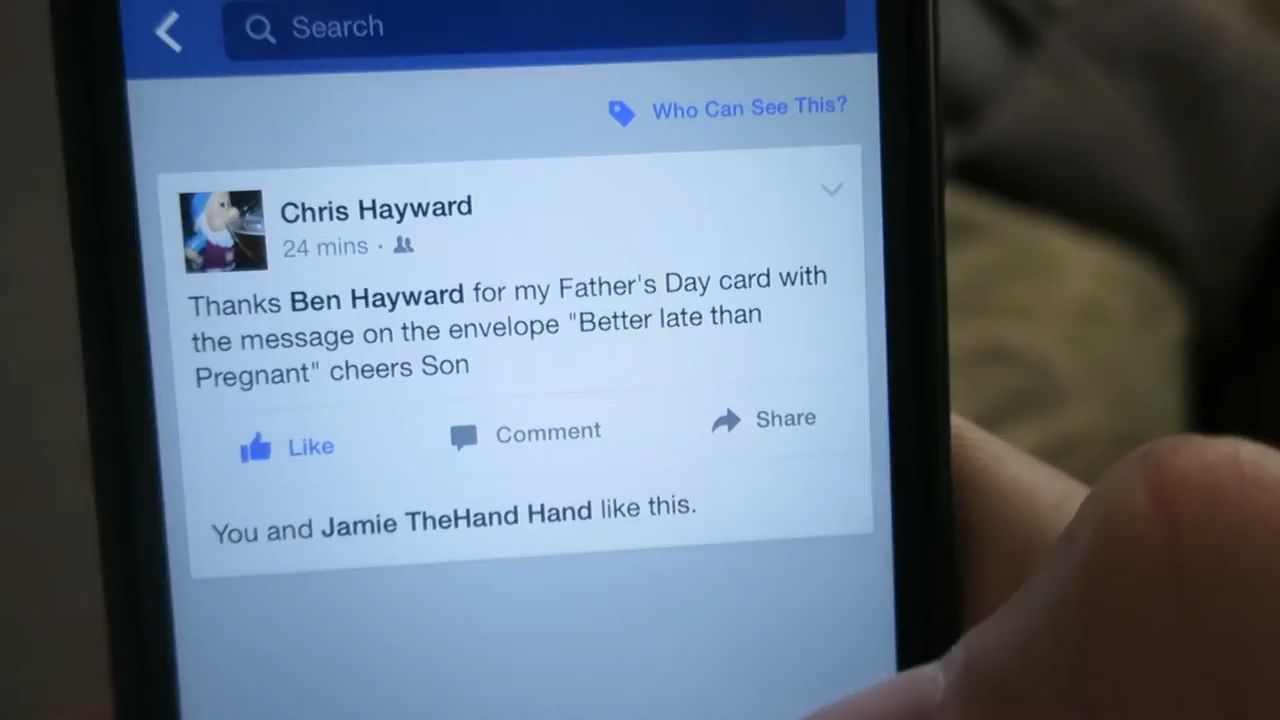 Search
Who Can See This?
Chris Hayward
24 mins ·
Thanks Ben Hayward for my Father's Day card with
the message on the envelope "Better late than
Pregnant" cheers Son
Like Comment Share
You and Jamie TheHand Hand like this.